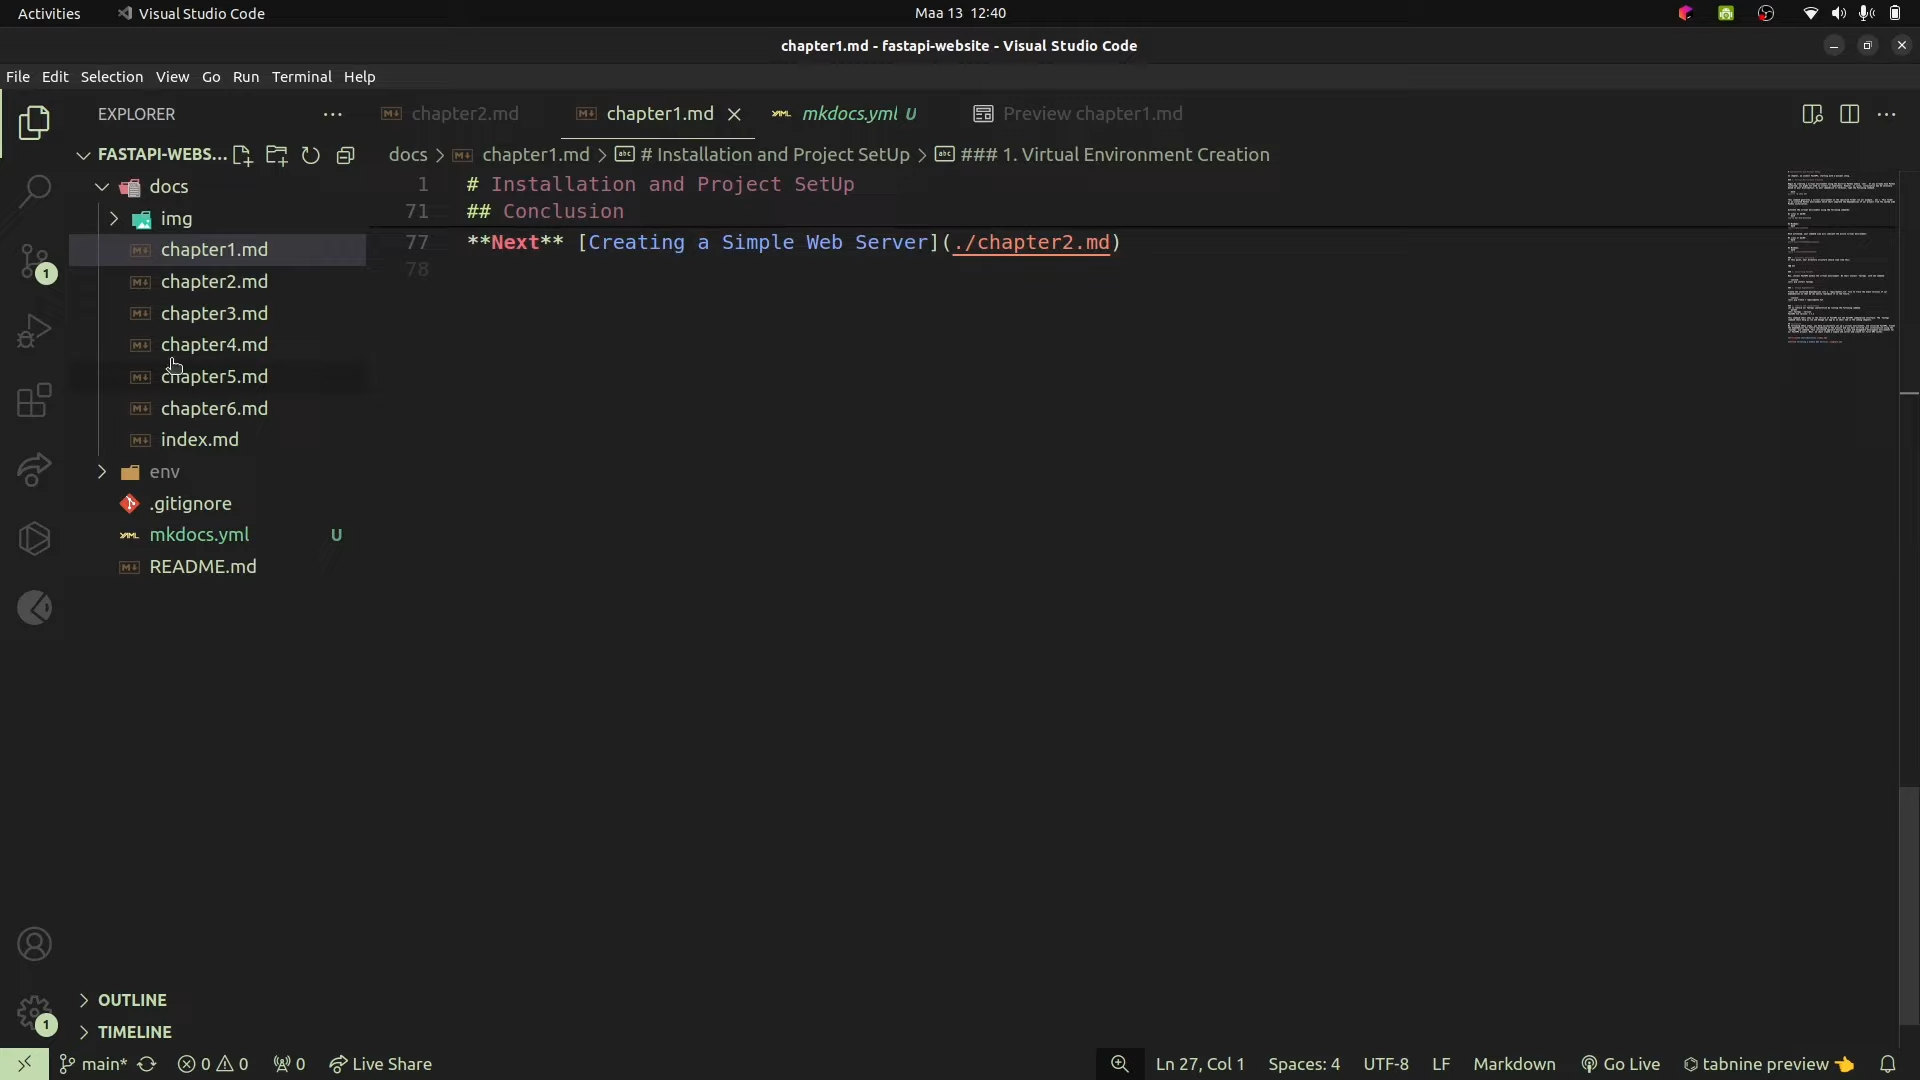 Activities Visual Studio Code Maa 13 12:40
chapter1.md - fastapi-website - Visual Studio Code
File Edit Selection View Go Run Terminal Help
EXPLORER
chapter2.md chapter1.md mkdocs.yml U Preview chapter1.md
FASTAPI-WEBS...
docs > chapter1.md > # Installation and Project SetUp > ### 1. Virtual Environment Creation
docs
img
chapter1.md
chapter2.md
chapter3.md
chapter4.md
chapter5.md
chapter6.md
index.md
env
.gitignore
mkdocs.yml U
README.md
1 # Installation and Project SetUp
71 ## Conclusion
77 **Next** [Creating a Simple Web Server](./chapter2.md)
78
1
OUTLINE
1
TIMELINE
main* 0 0 0 Live Share Ln 27, Col 1 Spaces: 4 UTF-8 LF Markdown Go Live tabnine preview